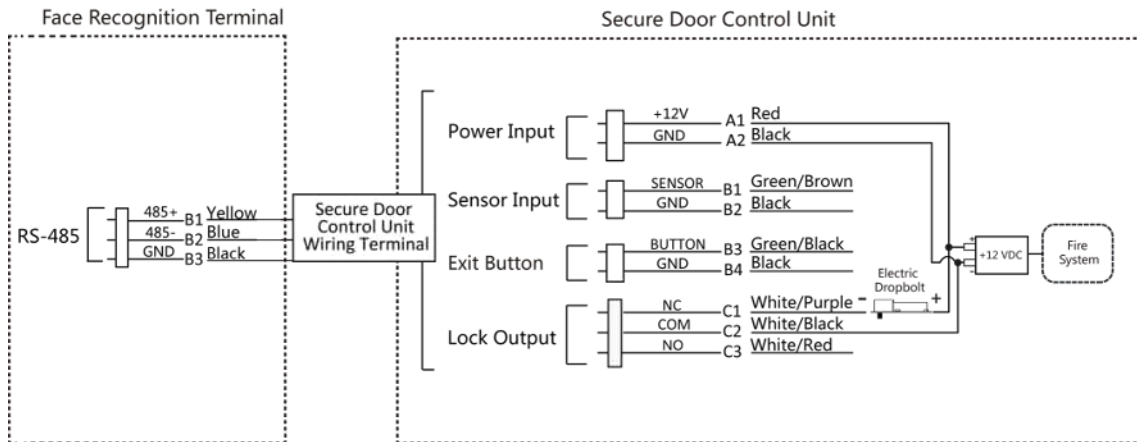 Face Recognition Terminal
Secure Door Control Unit
RS-485
485+ B1 Yellow
485- B2 Blue
GND B3 Black
Secure Door
Control Unit
Wiring Terminal
Power Input
+12V A1 Red
GND A2 Black
Sensor Input
SENSOR B1 Green/Brown
GND B2 Black
Exit Button
BUTTON B3 Green/Black
GND B4 Black
Lock Output
NC C1 White/Purple
COM C2 White/Black
NO C3 White/Red
Electric
Dropbolt
- +
+
+12 VDC
-
Fire
System